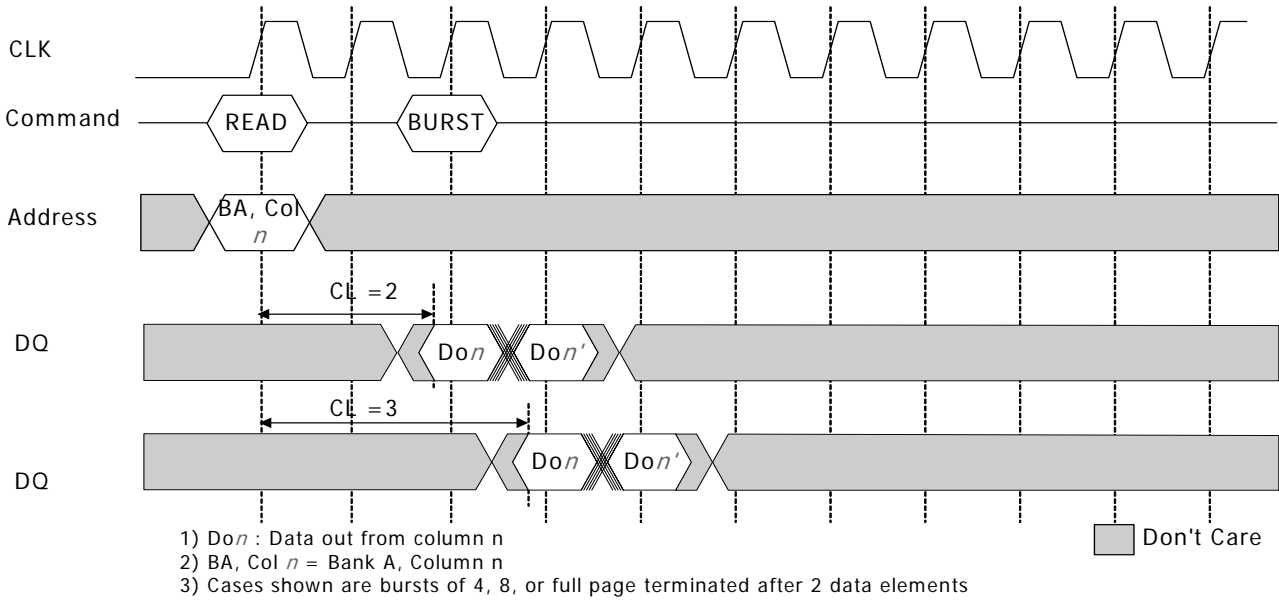 CLK
Command
READ
BURST
Address
BA, Col
n
CL =2
DQ
Don
Don'
CL =3
DQ
Don
Don'
1) Don : Data out from column n
2) BA, Col n = Bank A, Column n
3) Cases shown are bursts of 4, 8, or full page terminated after 2 data elements
Don't Care